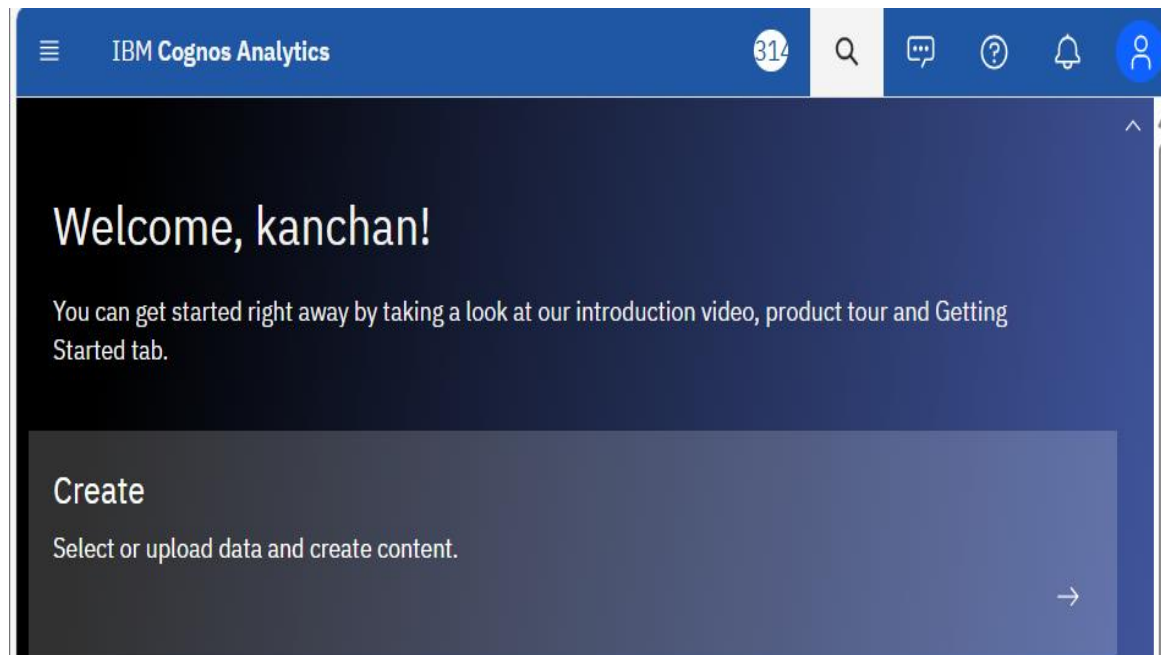 IBM Cognos Analytics
314
Welcome, kanchan!
You can get started right away by taking a look at our introduction video, product tour and Getting
Started tab.
Create
Select or upload data and create content.